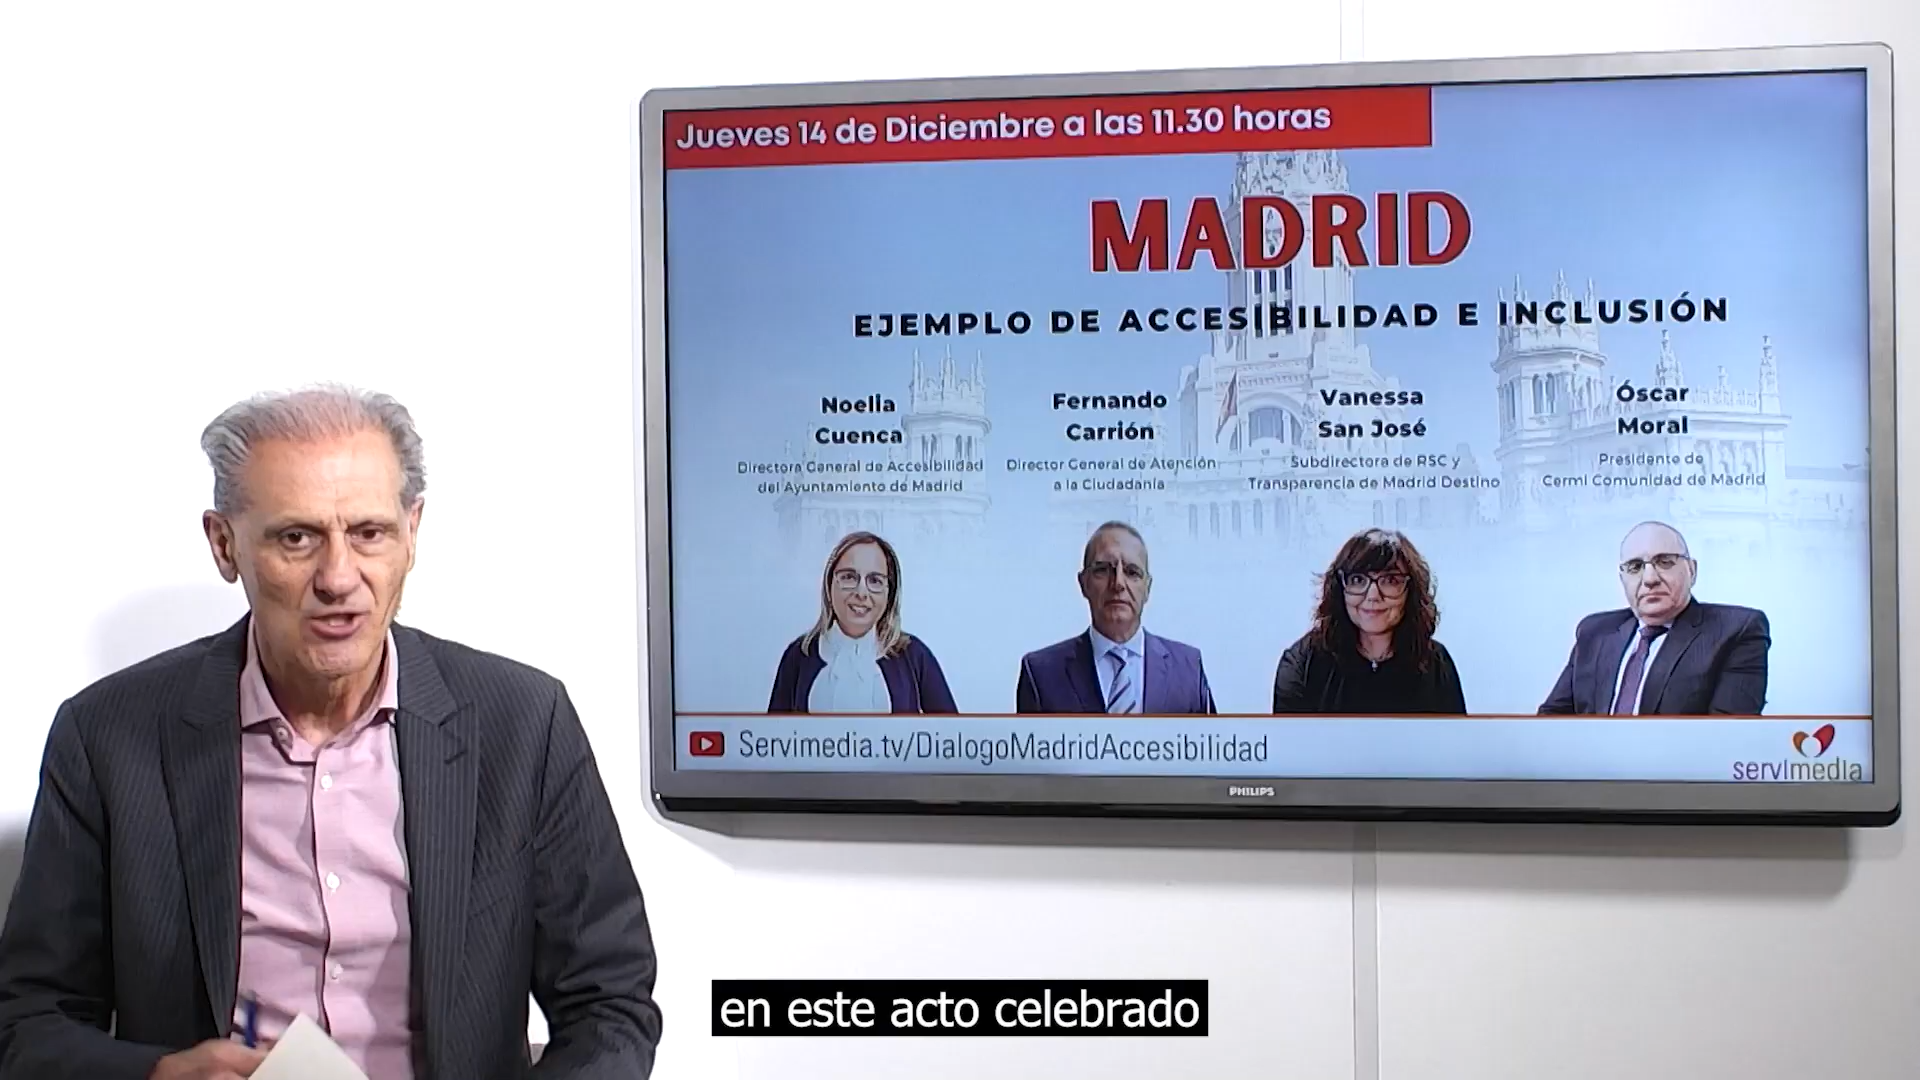 Jueves 14 de Diciembre a las 11.30 horas
MADRID
EJEMPLO DE ACCESIBILIDAD E INCLUSIÓN
Noelia
Cuenca
Directora General de Accesibilidad
del Ayuntamiento de Madrid
Fernando
Carrión
Director General de Atención
a la Ciudadanía
Vanessa
San José
Subdirectora de RSC y
Transparencia de Madrid Destino
Óscar
Moral
Presidente de
Cermi Comunidad de Madrid
Servimedia.tv/DialogoMadridAccesibilidad
servimedia
PHILIPS
en este acto celebrado